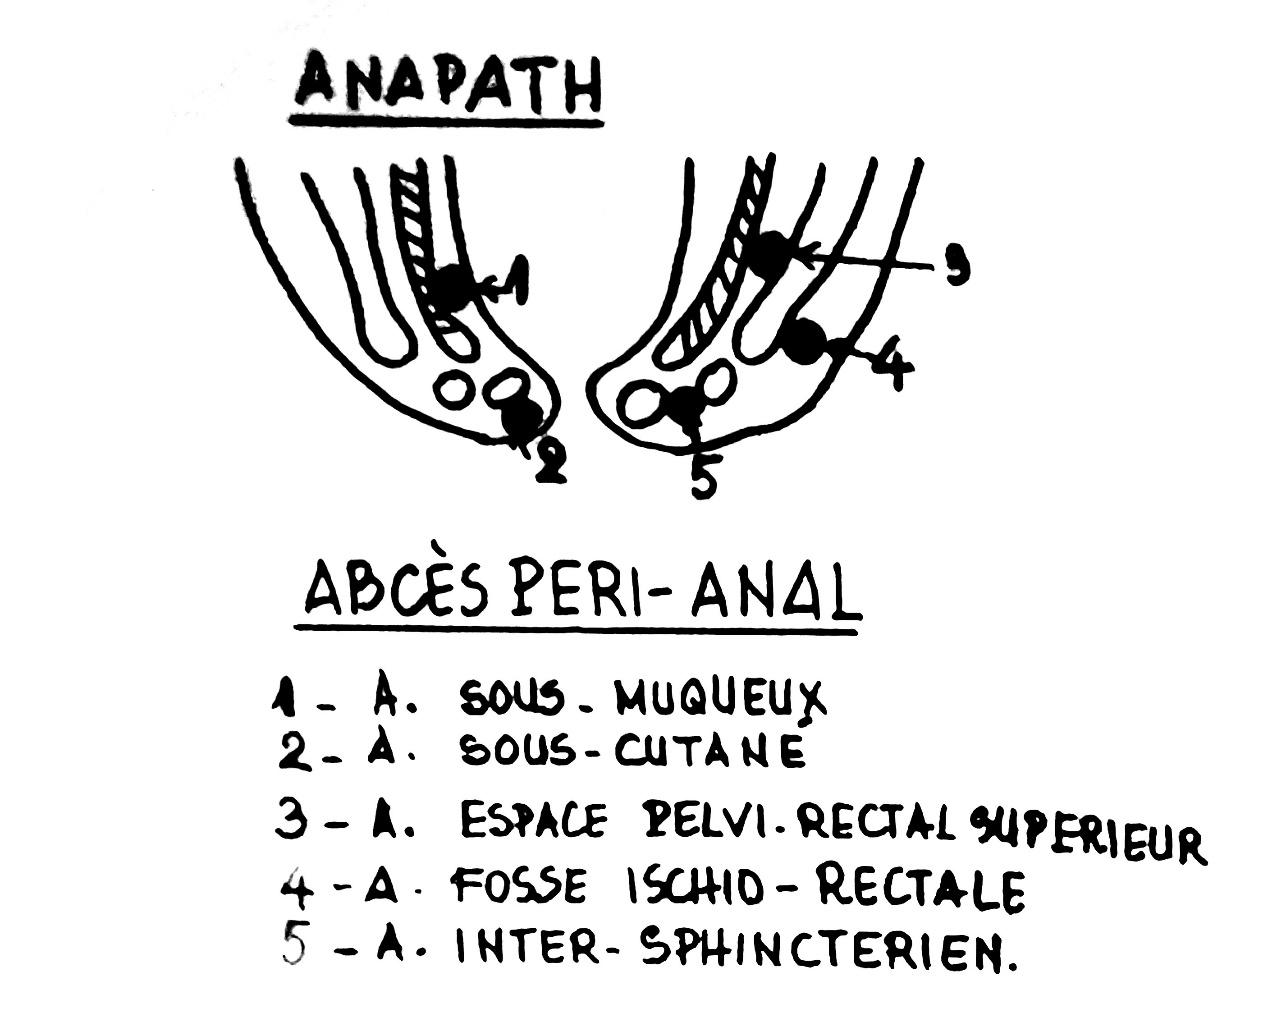 ANAPATH
1
3
4
2
5
ABCÈS PERI-ANAL
1 - A. SOUS-MUQUEUX
2 - A. SOUS-CUTANÉ
3 - A. ESPACE PELVI-RECTAL SUPERIEUR
4 - A. FOSSE ISCHIO-RECTALE
5 - A. INTER-SPHINCTERIEN.